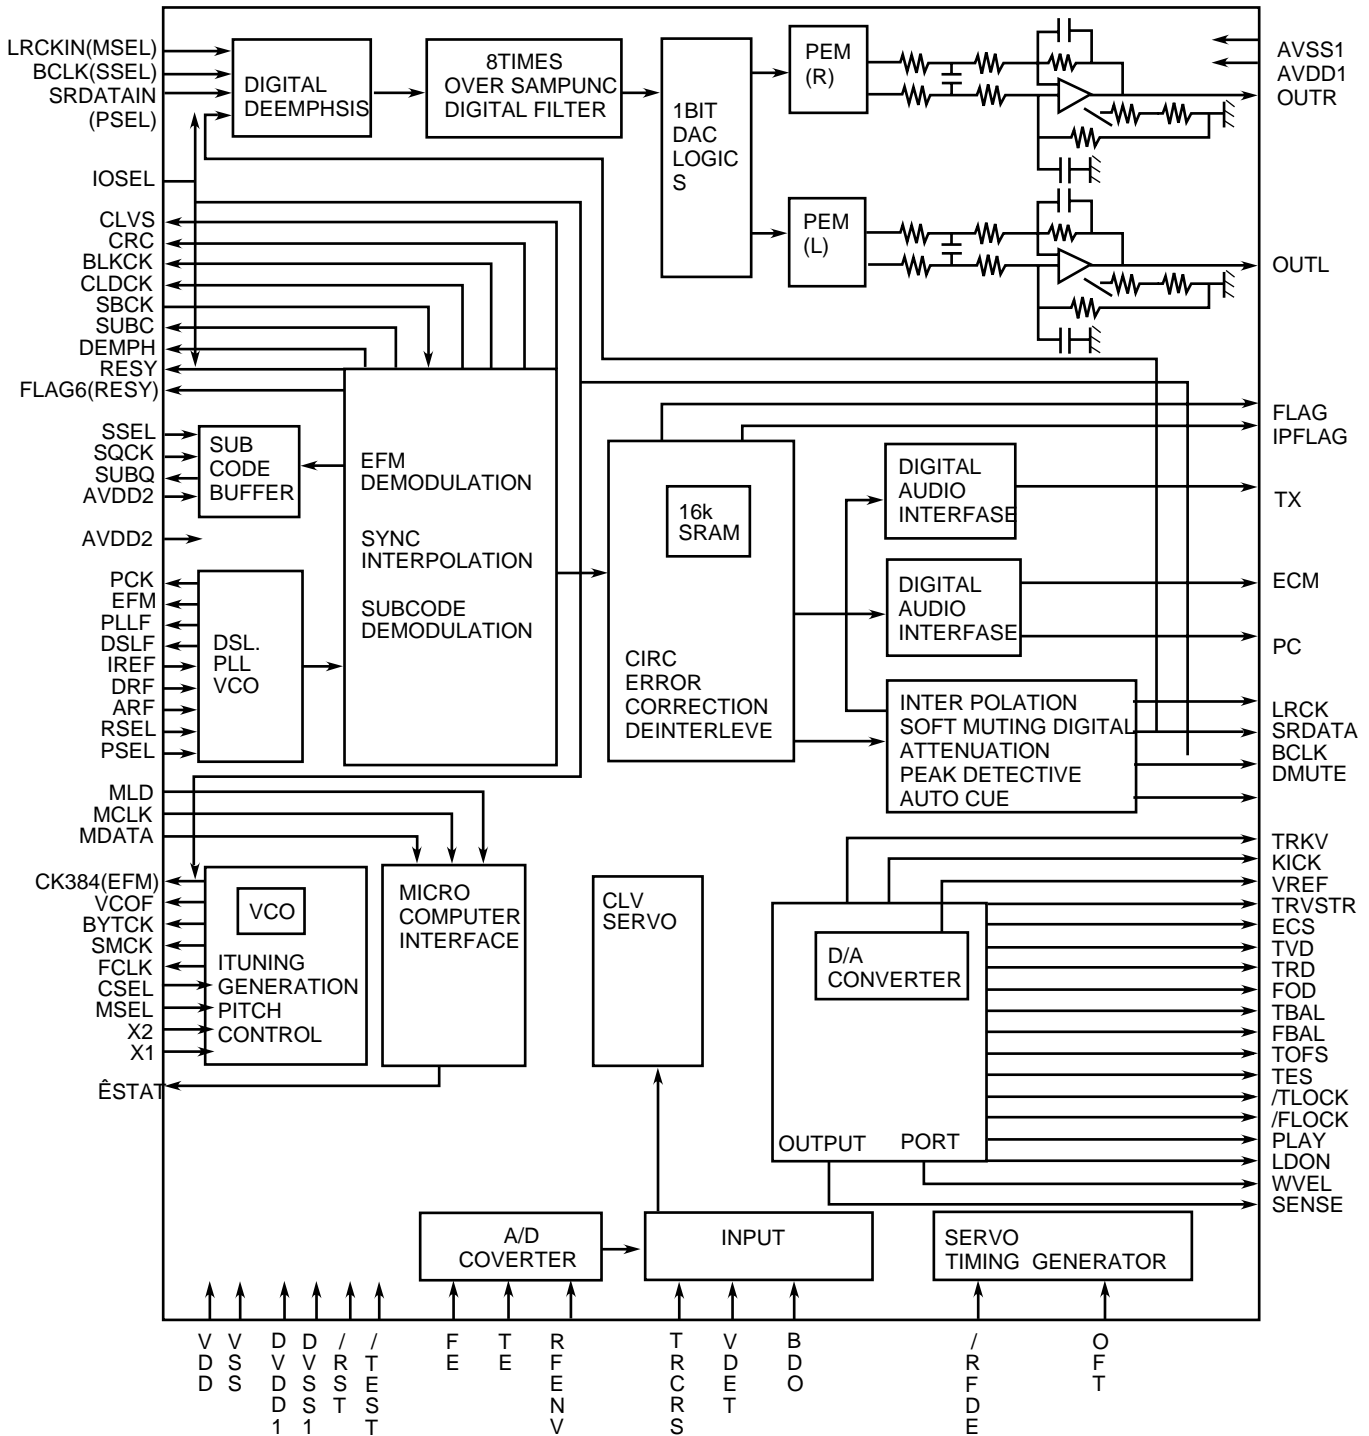 LRCKIN(MSEL)
BCLK(SSEL)
SRDATAIN
(PSEL)
IOSEL
CLVS
CRC
BLKCK
CLDCK
SBCK
SUBC
DEMPH
RESY
FLAG6(RESY)
SSEL
SQCK
SUBQ
AVDD2
AVDD2
PCK
EFM
PLLF
DSLF
IREF
DRF
ARF
RSEL
PSEL
MLD
MCLK
MDATA
CK384(EFM)
VCOF
BYTCK
SMCK
FCLK
CSEL
MSEL
X2
X1
ÊSTAT
DIGITAL
DEEMPHSIS
8TIMES
OVER SAMPUNC
DIGITAL FILTER
1BIT
DAC
LOGIC
S
PEM
(R)
PEM
(L)
SUB
CODE
BUFFER
EFM
DEMODULATION
SYNC
INTERPOLATION
SUBCODE
DEMODULATION
DSL.
PLL
VCO
16k
SRAM
CIRC
ERROR
CORRECTION
DEINTERLEVE
DIGITAL
AUDIO
INTERFASE
DIGITAL
AUDIO
INTERFASE
INTER POLATION
SOFT MUTING DIGITAL
ATTENUATION
PEAK DETECTIVE
AUTO CUE
VCO
ITUNING
GENERATION
PITCH
CONTROL
MICRO
COMPUTER
INTERFACE
CLV
SERVO
D/A
CONVERTER
OUTPUT PORT
A/D
COVERTER
INPUT
SERVO
TIMING GENERATOR
AVSS1
AVDD1
OUTR
OUTL
FLAG
IPFLAG
TX
ECM
PC
LRCK
SRDATA
BCLK
DMUTE
TRKV
KICK
VREF
TRVSTR
ECS
TVD
TRD
FOD
TBAL
FBAL
TOFS
TES
/TLOCK
/FLOCK
PLAY
LDON
WVEL
SENSE
VDD
VSS
DVDD1
DVSS1
/RST
/TEST
FE
TE
RFENV
TRCRS
VDET
BDO
/RFDE
OFT